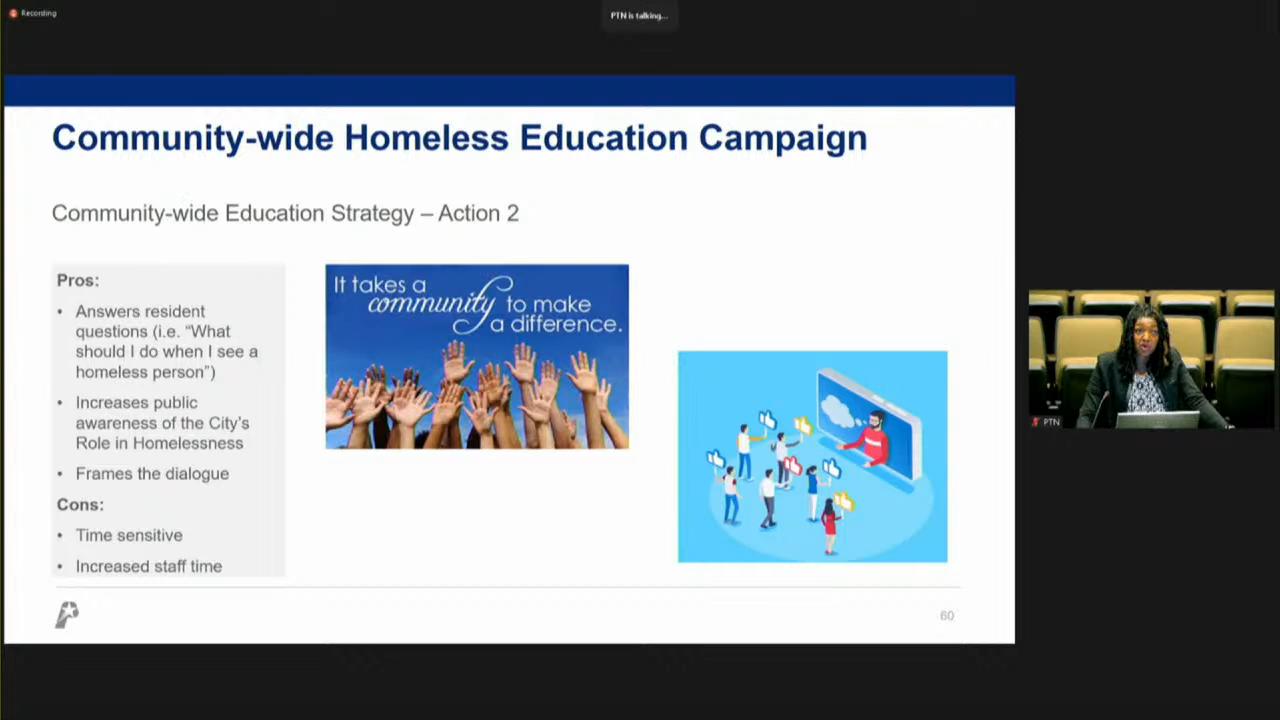 Recording
PTN is talking...
Community-wide Homeless Education Campaign
Community-wide Education Strategy – Action 2
Pros:
• Answers resident
questions (i.e. “What
should I do when I see a
homeless person”)
• Increases public
awareness of the City’s
Role in Homelessness
• Frames the dialogue
Cons:
• Time sensitive
• Increased staff time
It takes a
community to make
a difference.
PTN
60